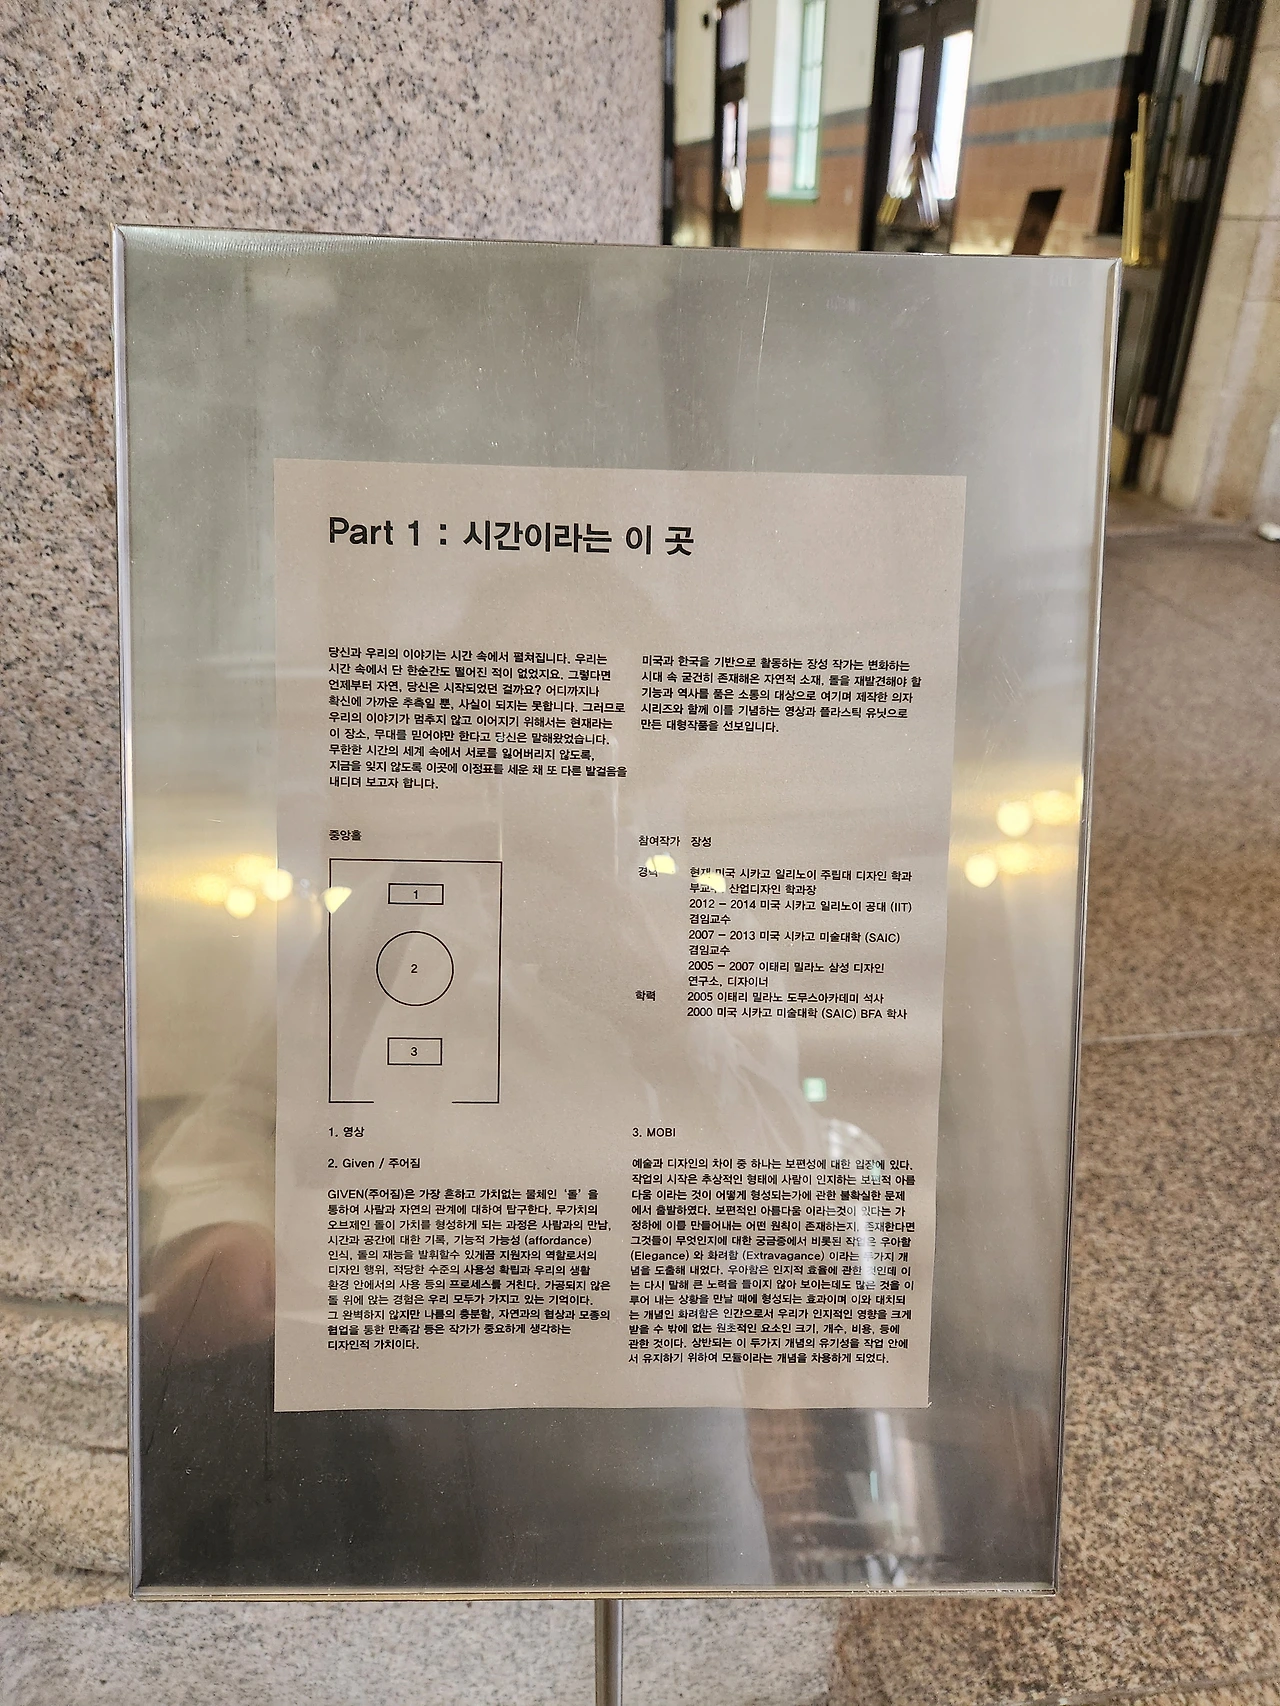 Part 1 : 시간이라는 이 곳
당신과 우리의 이야기는 시간 속에서 펼쳐집니다. 우리는
시간 속에서 단 한순간도 떨어진 적이 없었지요. 그렇다면
언제부터 자연, 당신은 시작되었던 걸까요? 어디까지나
확신에 가까운 추측일 뿐, 사실이 되지는 못합니다. 그러므로
우리의 이야기가 멈추지 않고 이어지기 위해서는 현재라는
이 장소, 무대를 믿어야만 한다고 당신은 말해왔었습니다.
무한한 시간의 세계 속에서 서로를 잃어버리지 않도록,
지금을 잊지 않도록 이곳에 이정표를 세운 채 또 다른 발걸음을
내디뎌 보고자 합니다.
미국과 한국을 기반으로 활동하는 장성 작가는 변화하는
시대 속 굳건히 존재해온 자연적 소재, 돌을 재발견해야 할
기능과 역사를 품은 소통의 대상으로 여기며 제작한 의자
시리즈와 함께 이를 기념하는 영상과 플라스틱 유닛으로
만든 대형작품을 선보입니다.
중앙홀
1
2
3
참여작가 장성
경력 현재 미국 시카고 일리노이 주립대 디자인 학과
부교수, 산업디자인 학과장
2012 – 2014 미국 시카고 일리노이 공대 (IIT)
겸임교수
2007 – 2013 미국 시카고 미술대학 (SAIC)
겸임교수
2005 – 2007 이태리 밀라노 삼성 디자인
연구소, 디자이너
학력 2005 이태리 밀라노 도무스아카데미 석사
2000 미국 시카고 미술대학 (SAIC) BFA 학사
1. 영상
2. Given / 주어짐
GIVEN(주어짐)은 가장 흔하고 가치없는 물체인 ‘돌’ 을
통하여 사람과 자연의 관계에 대하여 탐구한다. 무가치의
오브제인 돌이 가치를 형성하게 되는 과정은 사람과의 만남,
시간과 공간에 대한 기록, 기능적 가능성 (affordance)
인식, 돌의 재능을 발휘할수 있게끔 지원자의 역할로서의
디자인 행위, 적당한 수준의 사용성 확립과 우리의 생활
환경 안에서의 사용 등의 프로세스를 거친다. 가공되지 않은
돌 위에 앉는 경험은 우리 모두가 가지고 있는 기억이다.
그 완벽하지 않지만 나름의 충분함, 자연과의 협상과 모종의
협업을 통한 만족감 등은 작가가 중요하게 생각하는
디자인적 가치이다.
3. MOBI
예술과 디자인의 차이 중 하나는 보편성에 대한 입장에 있다.
작업의 시작은 추상적인 형태에 사람이 인지하는 보편적 아름
다움 이라는 것이 어떻게 형성되는가에 관한 불확실한 문제
에서 출발하였다. 보편적인 아름다움 이라는것이 있다는 가
정하에 이를 만들어내는 어떤 원칙이 존재하는지, 존재한다면
그것들이 무엇인지에 대한 궁금증에서 비롯된 작업은 우아함
(Elegance) 와 화려함 (Extravagance) 이라는 두가지 개
념을 도출해 내었다. 우아함은 인지적 효율에 관한 것인데 이
는 다시 말해 큰 노력을 들이지 않아 보이는데도 많은 것을 이
루어 내는 상황을 만날 때에 형성되는 효과이며 이와 대치되
는 개념인 화려함은 인간으로서 우리가 인지적인 영향을 크게
받을 수 밖에 없는 원초적인 요소인 크기, 개수, 비용, 등에
관한 것이다. 상반되는 이 두가지 개념의 유기성을 작업 안에
서 유지하기 위하여 모듈이라는 개념을 차용하게 되었다.